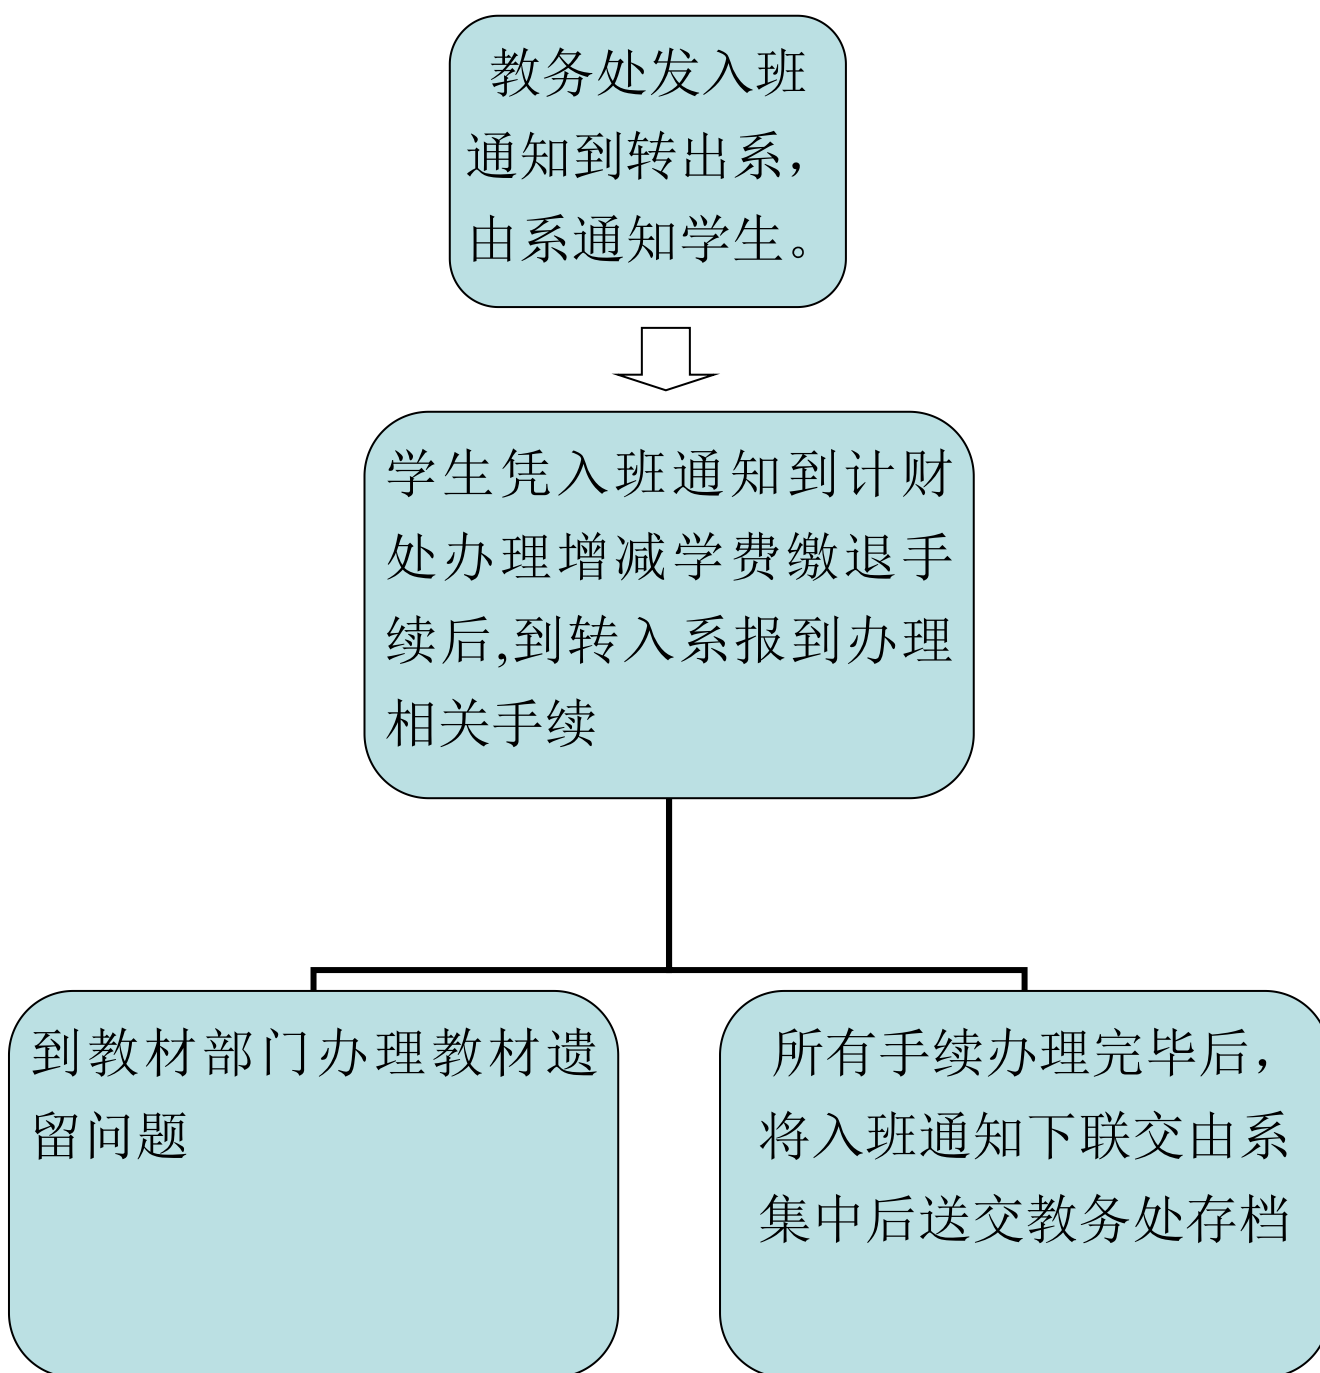 教务处发入班
通知到转出系，
由系通知学生。
学生凭入班通知到计财
处办理增减学费缴退手
续后,到转入系报到办理
相关手续
到教材部门办理教材遗
留问题
所有手续办理完毕后，
将入班通知下联交由系
集中后送交教务处存档